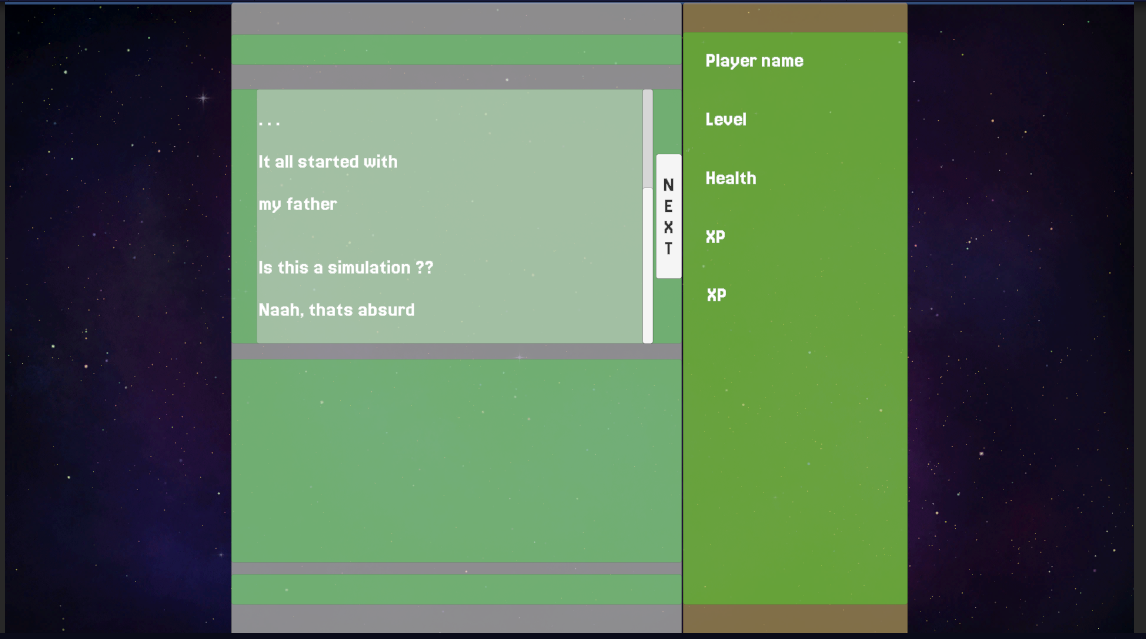 ...
It all started with
my father
Is this a simulation ??
Naah, thats absurd
NEXT
Player name
Level
Health
XP
XP